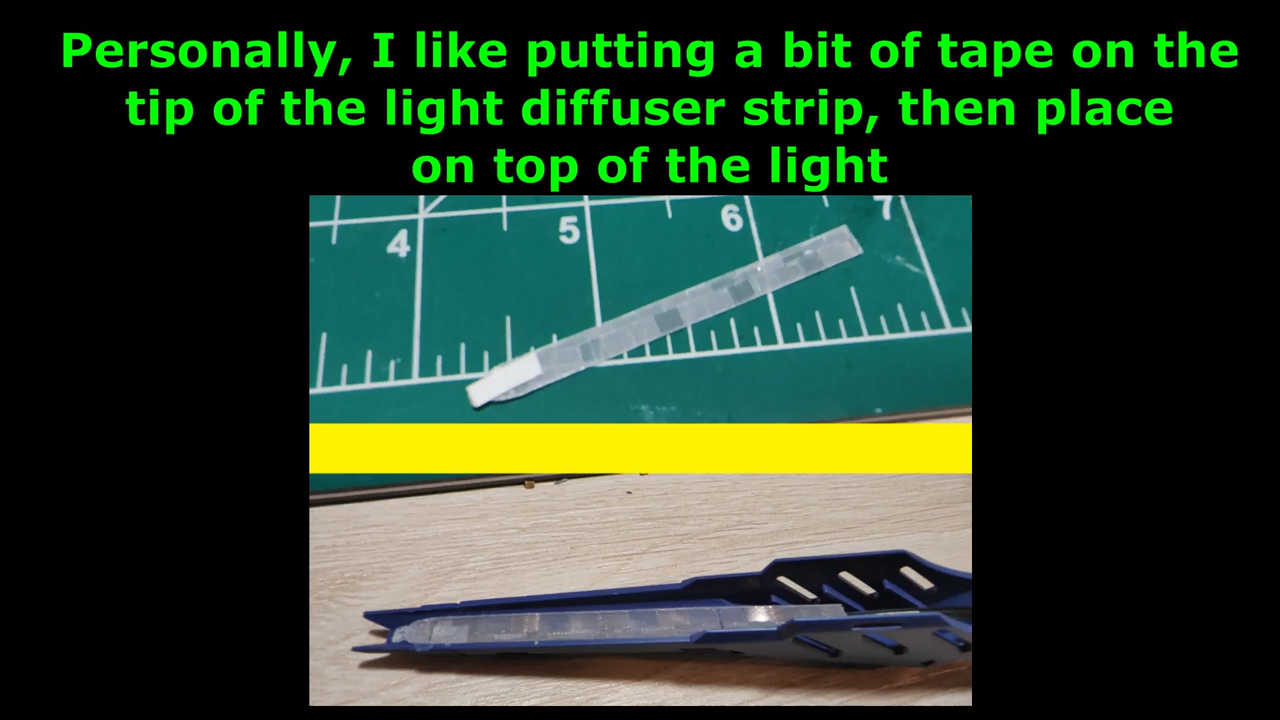 Personally, I like putting a bit of tape on the
tip of the light diffuser strip, then place
on top of the light
4 5 6 7